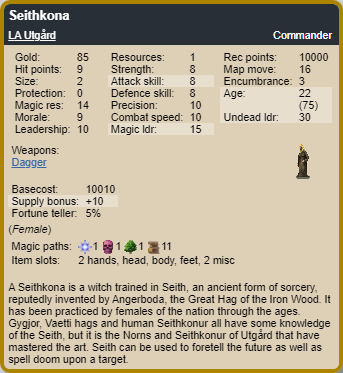 Seithkona
LA Utgård Commander
Gold: 85 Resources: 1 Rec points: 10000
Hit points: 9 Strength: 8 Map move: 16
Size: 2 Attack skill: 8 Encumbrance: 3
Protection: 0 Defence skill: 8 Age: 22
Magic res: 14 Precision: 10 (75)
Morale: 9 Combat speed: 10 Undead ldr: 30
Leadership: 10 Magic ldr: 15
Weapons:
Dagger
Basecost: 10010
Supply bonus: +10
Fortune teller: 5%
(Female)
Magic paths: 1 1 1 11
Item slots: 2 hands, head, body, feet, 2 misc
A Seithkona is a witch trained in Seith, an ancient form of sorcery,
reputedly invented by Angerboda, the Great Hag of the Iron Wood. It
has been practiced by females of the nation through the ages.
Gygjor, Vaetti hags and human Seithkonur all have some knowledge
of the Seith, but it is the Norns and Seithkonur of Utgård that have
mastered the art. Seith can be used to foretell the future as well as
spell doom upon a target.